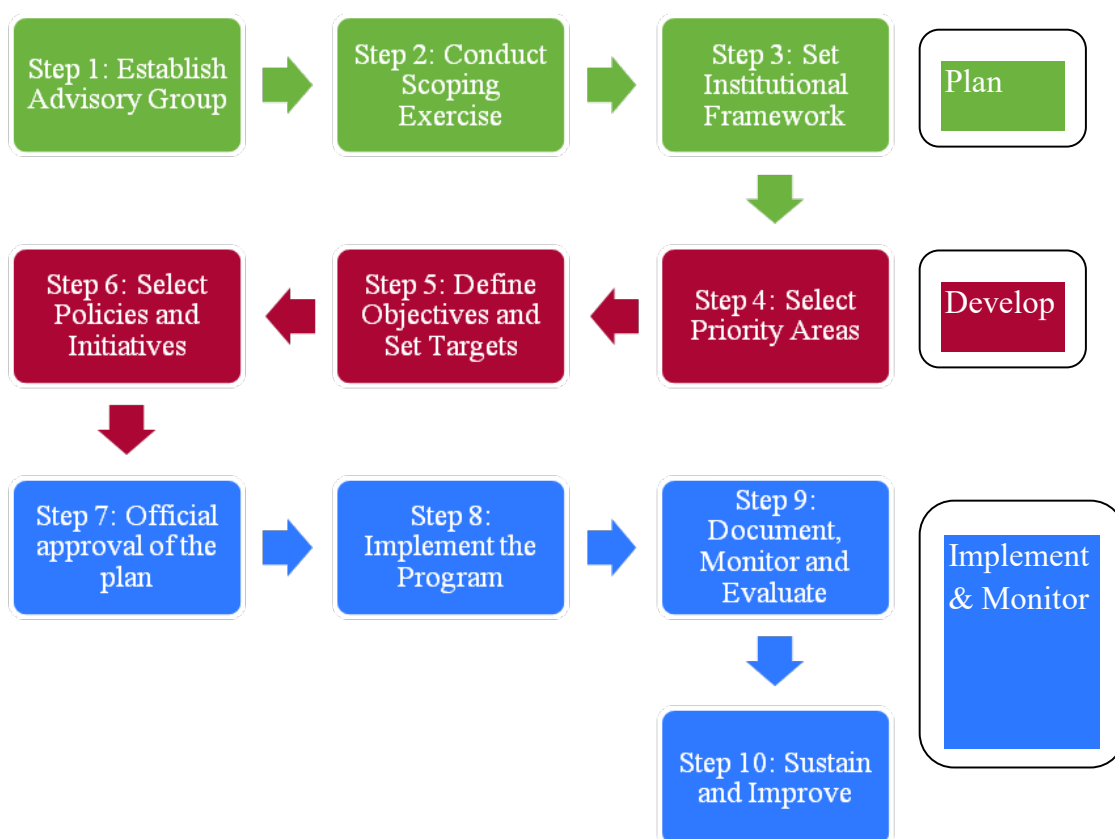 Step 1: Establish
Advisory Group
Step 2: Conduct
Scoping
Exercise
Step 3: Set
Institutional
Framework
Plan
Step 6: Select
Policies and
Initiatives
Step 5: Define
Objectives and
Set Targets
Step 4: Select
Priority Areas
Develop
Step 7: Official
approval of the
plan
Step 8:
Implement the
Program
Step 9:
Document,
Monitor and
Evaluate
Implement
& Monitor
Step 10: Sustain
and Improve